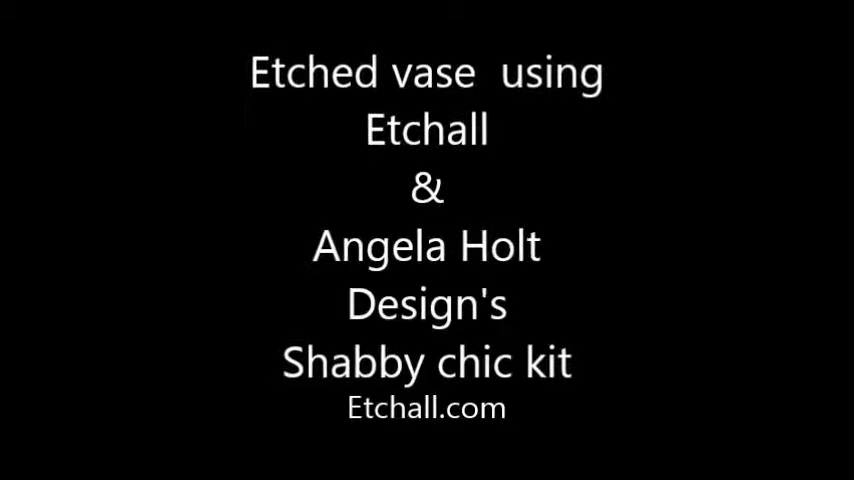 Etched vase  using
Etchall
&
Angela Holt
Design's
Shabby chic kit
Etchall.com